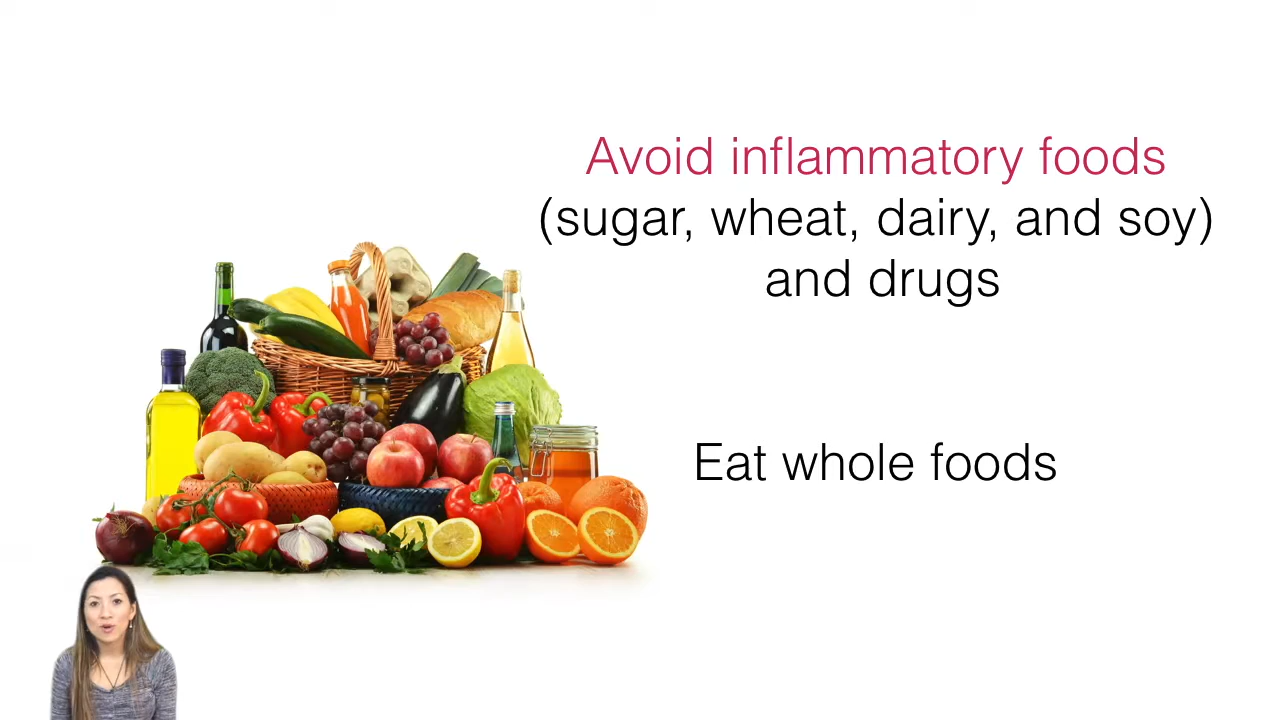 Avoid inflammatory foods
(sugar, wheat, dairy, and soy)
and drugs
Eat whole foods